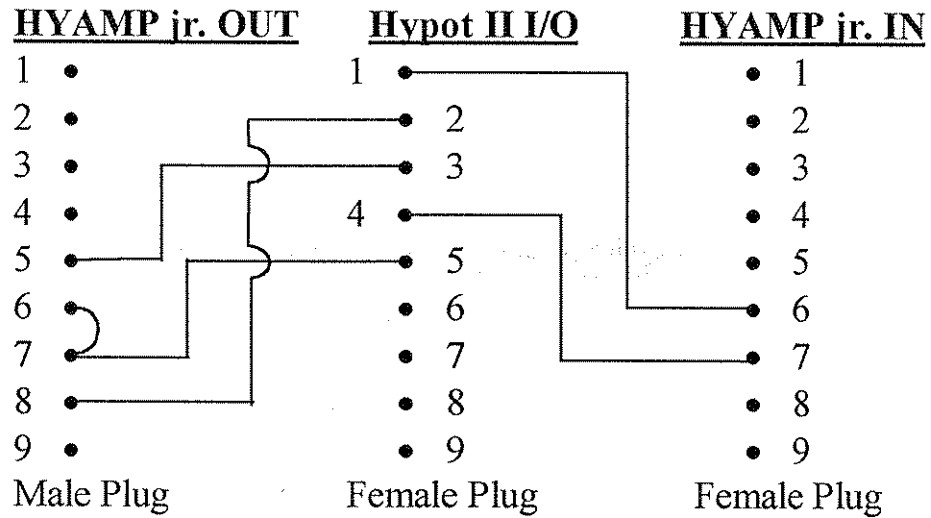 HYAMP jr. OUT Hypot II I/O HYAMP jr. IN
1 1 1
2 2 2
3 3 3
4 4 4
5 5 5
6 6 6
7 7 7
8 8 8
9 9 9
Male Plug Female Plug Female Plug